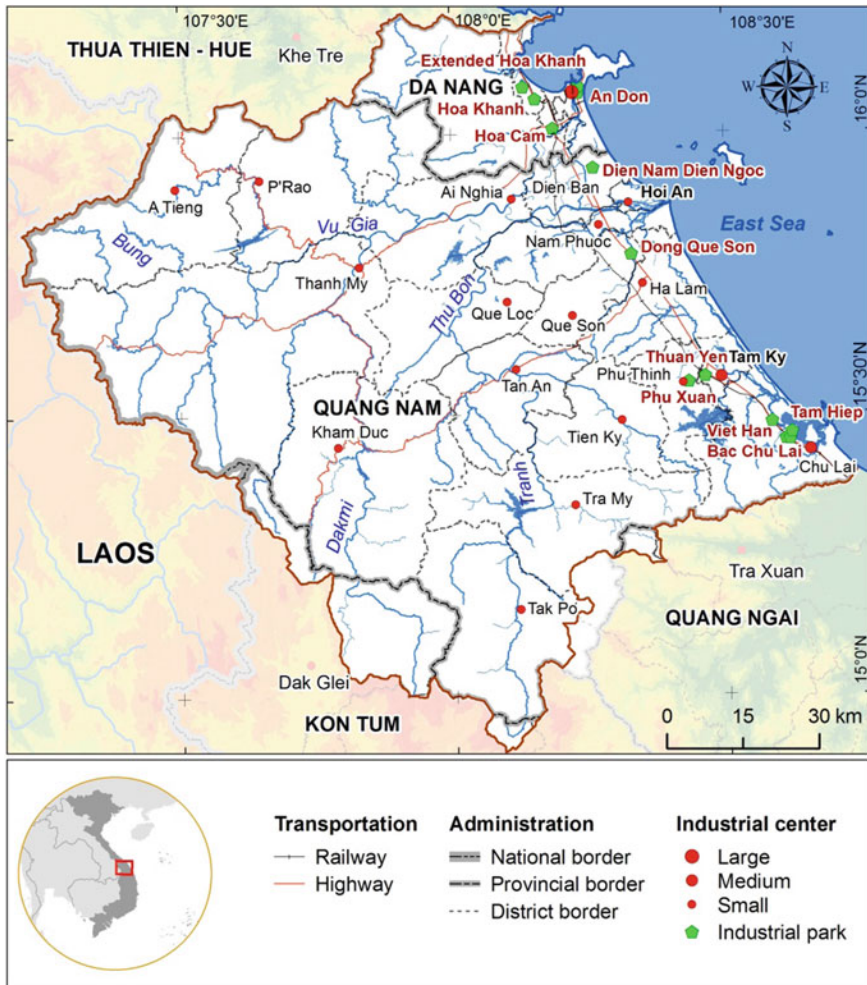 107°30'E
108°0'E
108°30'E
THUA THIEN - HUE
Khe Tre
Extended Hoa Khanh
DA NANG
An Don
Hoa Khanh
Hoa Cam
N
W
E
S
16°0'N
Dien Nam Dien Ngoc
A Tieng
P'Rao
Ai Nghia
Dien Ban
Hoi An
East Sea
Bung
Vu Gia
Nam Phuoc
Dong Que Son
Thanh My
Ha Lam
Thu Bon
Que Loc
Que Son
Thuan Yen
Tam Ky
15°30'N
Tan An
Phu Thinh
Phu Xuan
QUANG NAM
Tam Hiep
Kham Duc
Tien Ky
Viet Han
Bac Chu Lai
Chu Lai
Dakmi
Tranh
Tra My
LAOS
Tra Xuan
Tak Po
QUANG NGAI
15°0'N
Dak Glei
KON TUM
0 15 30 km
Transportation
Railway
Highway
Administration
National border
Provincial border
District border
Industrial center
Large
Medium
Small
Industrial park